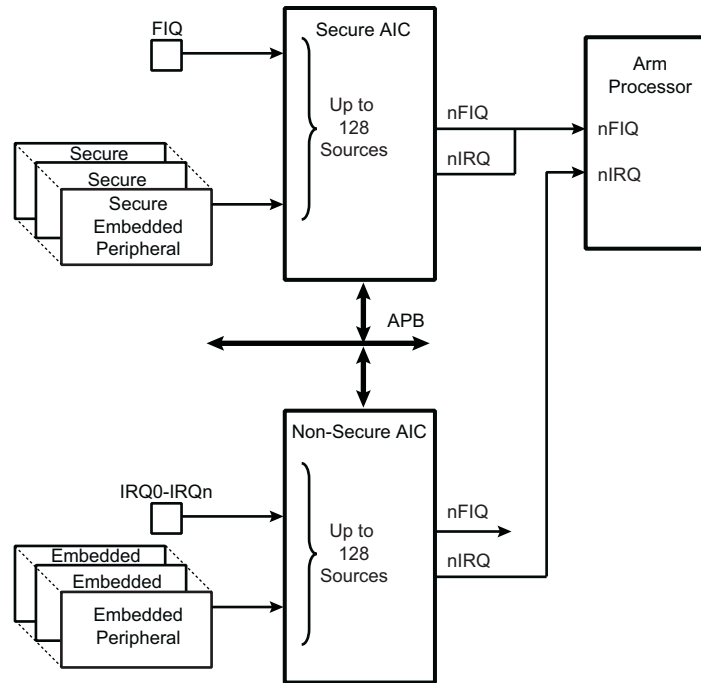 FIQ
Secure AIC
Up to
128
Sources
nFIQ
nIRQ
Arm
Processor
nFIQ
nIRQ
Secure
Secure
Secure
Embedded
Peripheral
APB
Non-Secure AIC
IRQ0-IRQn
Up to
128
Sources
nFIQ
nIRQ
Embedded
Embedded
Embedded
Peripheral